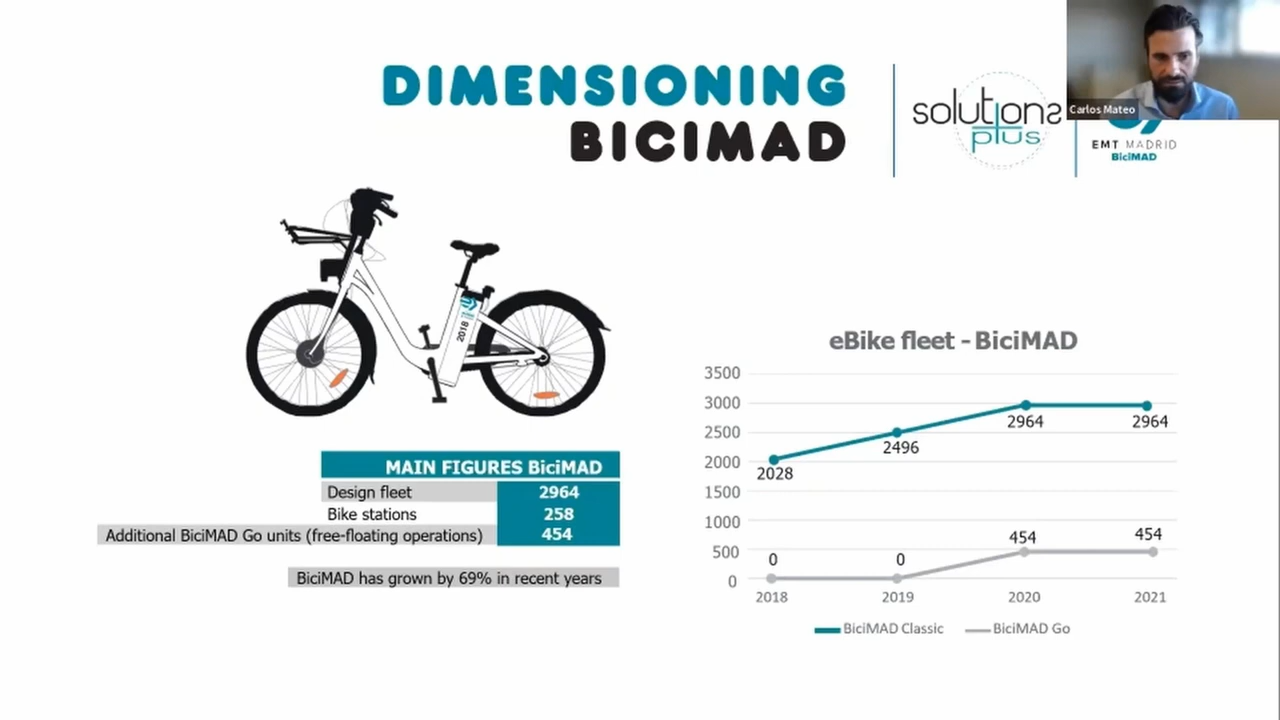 DIMENSIONING
BICIMAD
solutions
plus
Carlos Mateo
EMT MADRID
BiciMAD
2018
MAIN FIGURES BiciMAD
Design fleet 2964
Bike stations 258
Additional BiciMAD Go units (free-floating operations) 454
BiciMAD has grown by 69% in recent years
eBike fleet - BiciMAD
3500
3000
2500
2000
1500
1000
500
0
2028
2496
2964
2964
0
0
454
454
2018 2019 2020 2021
BiciMAD Classic BiciMAD Go